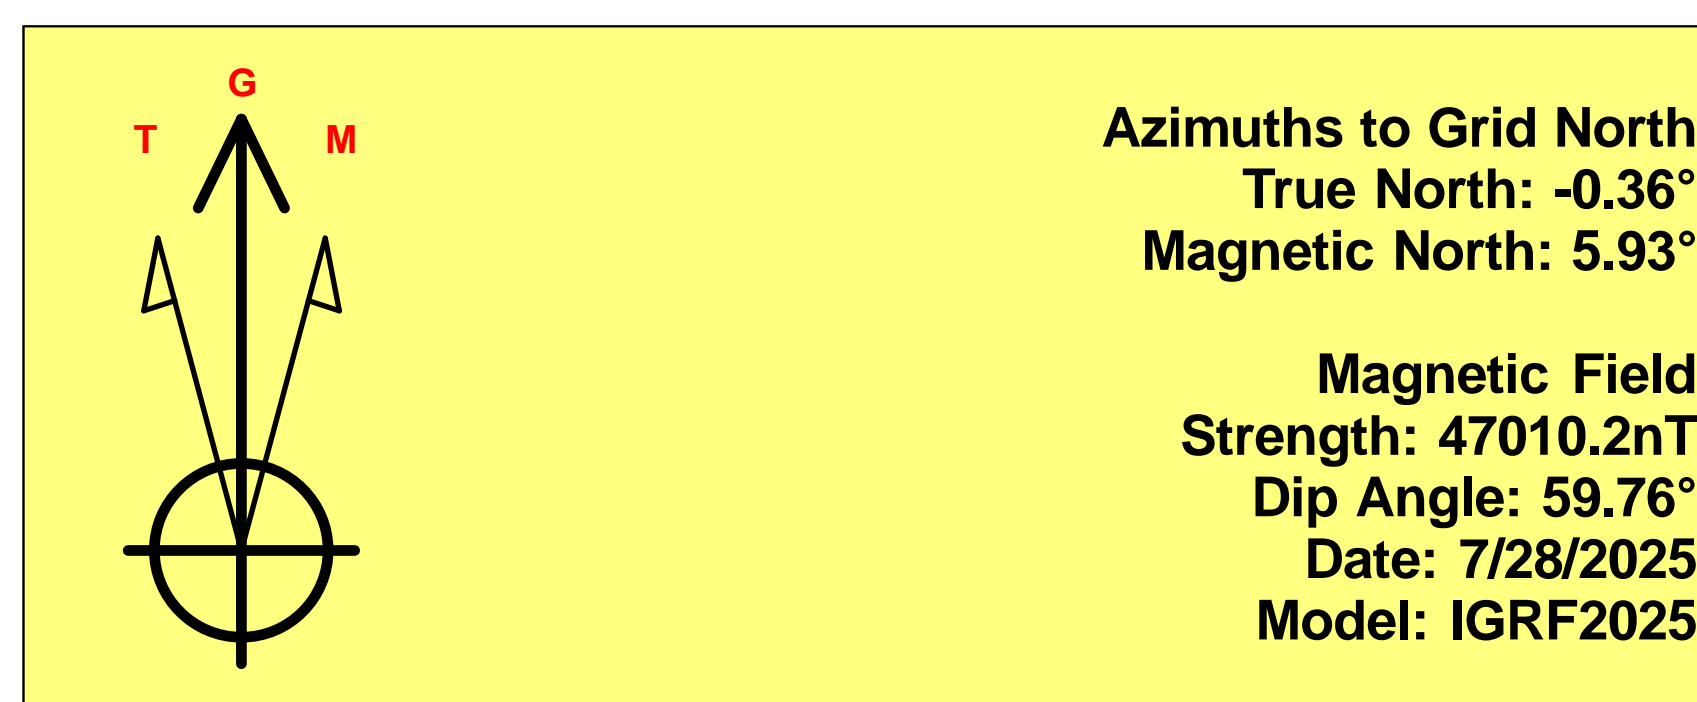 G
T M
Azimuths to Grid North
True North: -0.36°
Magnetic North: 5.93°
Magnetic Field
Strength: 47010.2nT
Dip Angle: 59.76°
Date: 7/28/2025
Model: IGRF2025